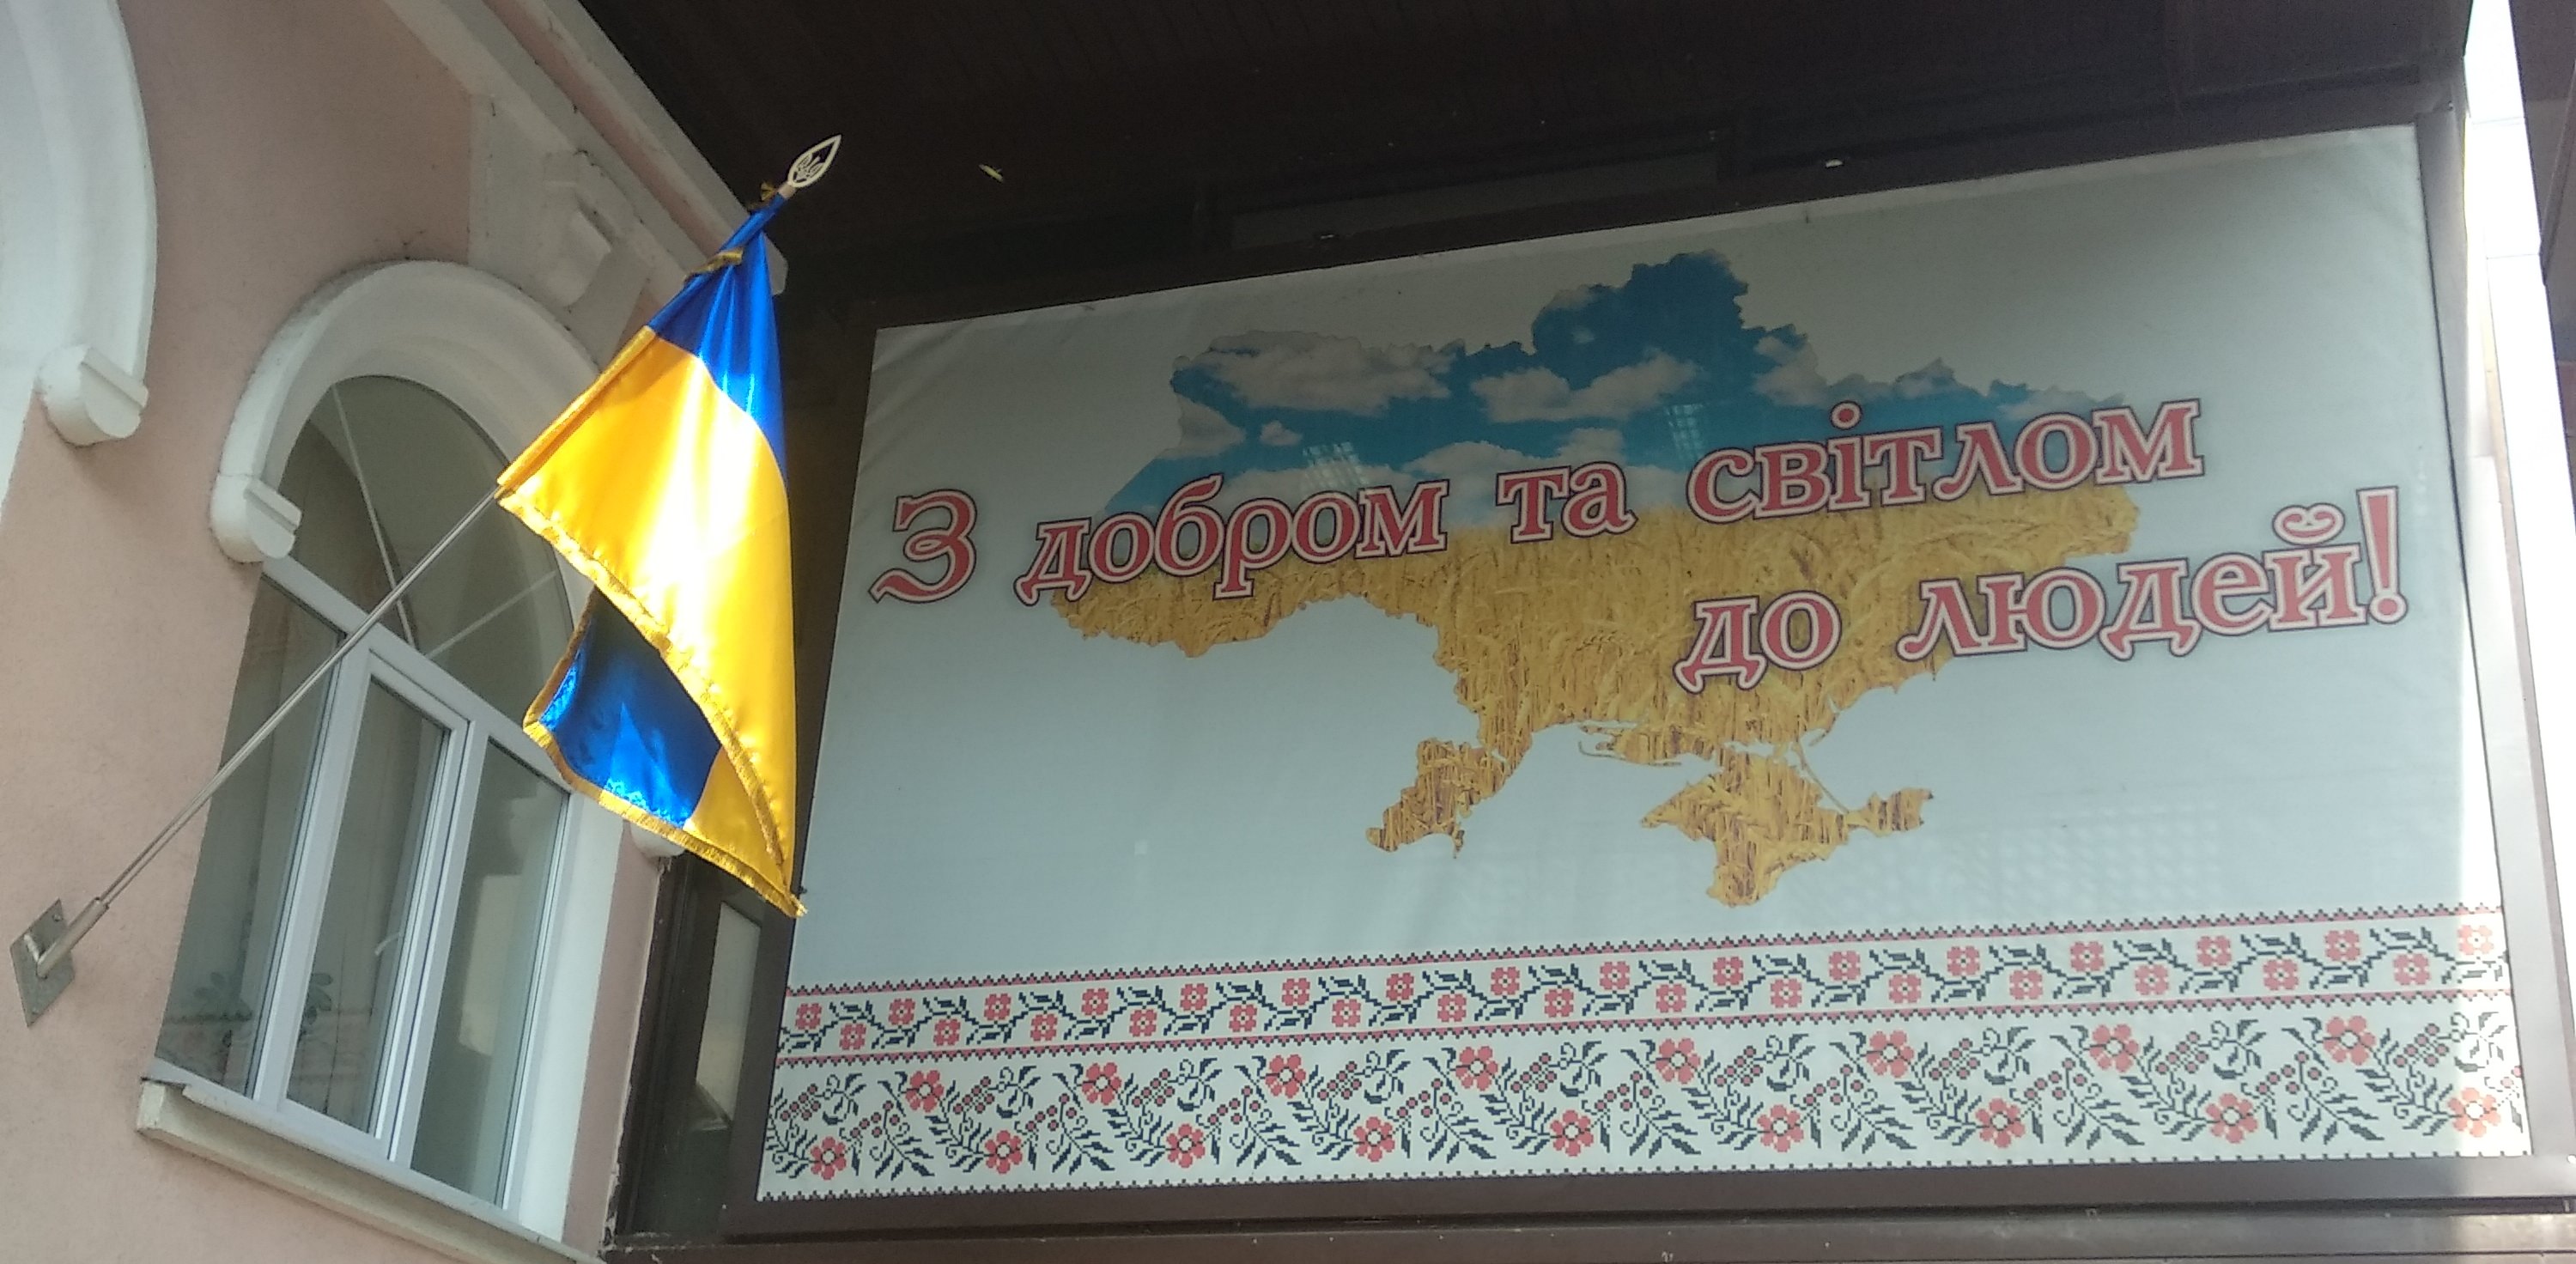 З добром та світлом
до людей!